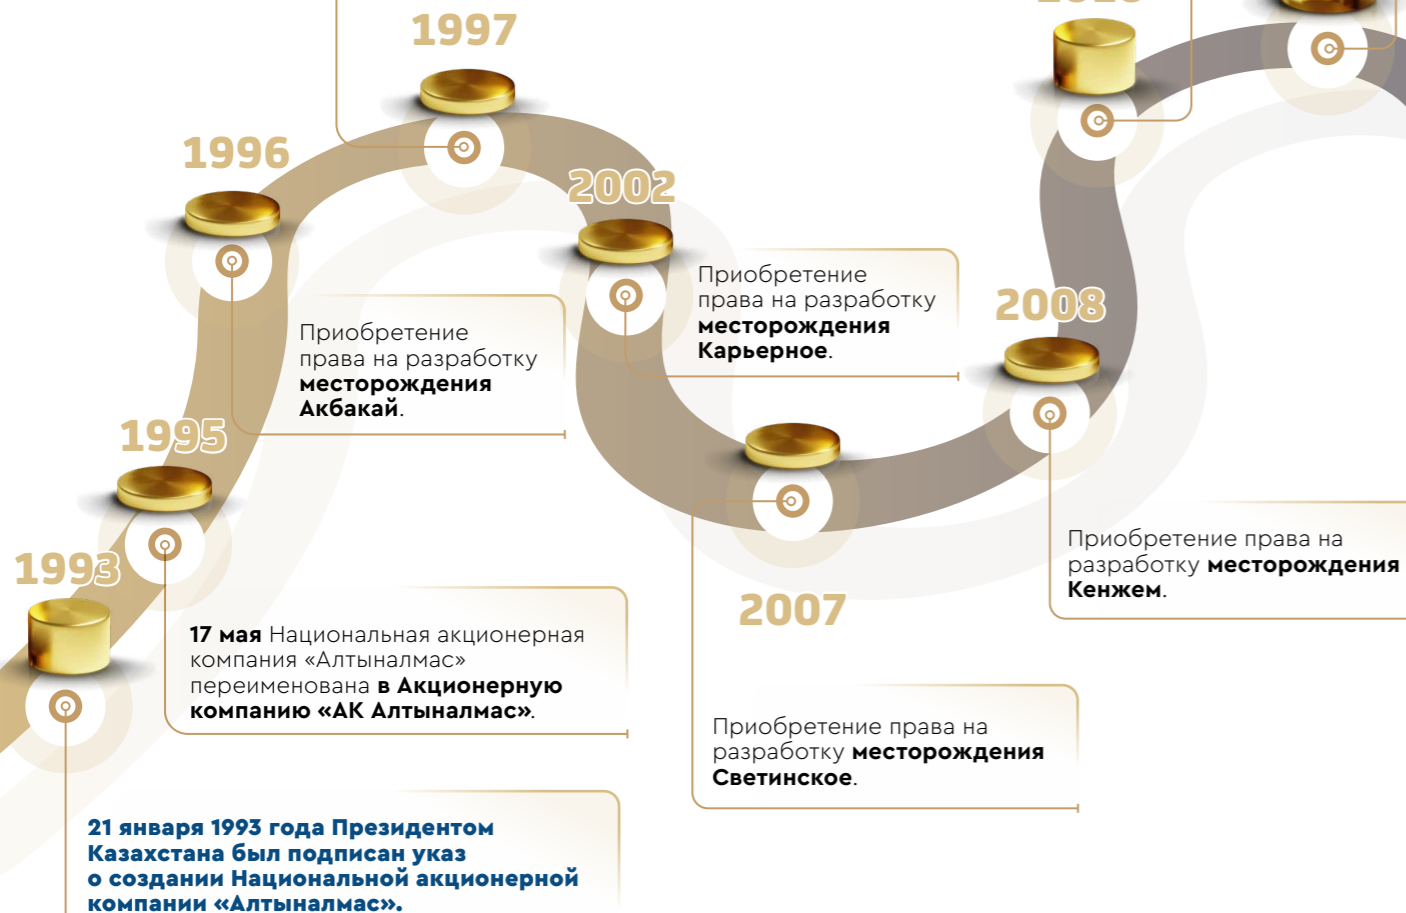 1993
21 января 1993 года Президентом
Казахстана был подписан указ
о создании Национальной акционерной
компании «Алтыналмас».
1995
17 мая Национальная акционерная
компания «Алтыналмас»
переименована в Акционерную
компанию «АК Алтыналмас».
1996
Приобретение
права на разработку
месторождения
Акбакай.
1997
2002
Приобретение
права на разработку
месторождения
Карьерное.
2007
Приобретение права на
разработку месторождения
Светинское.
2008
Приобретение права на
разработку месторождения
Кенжем.